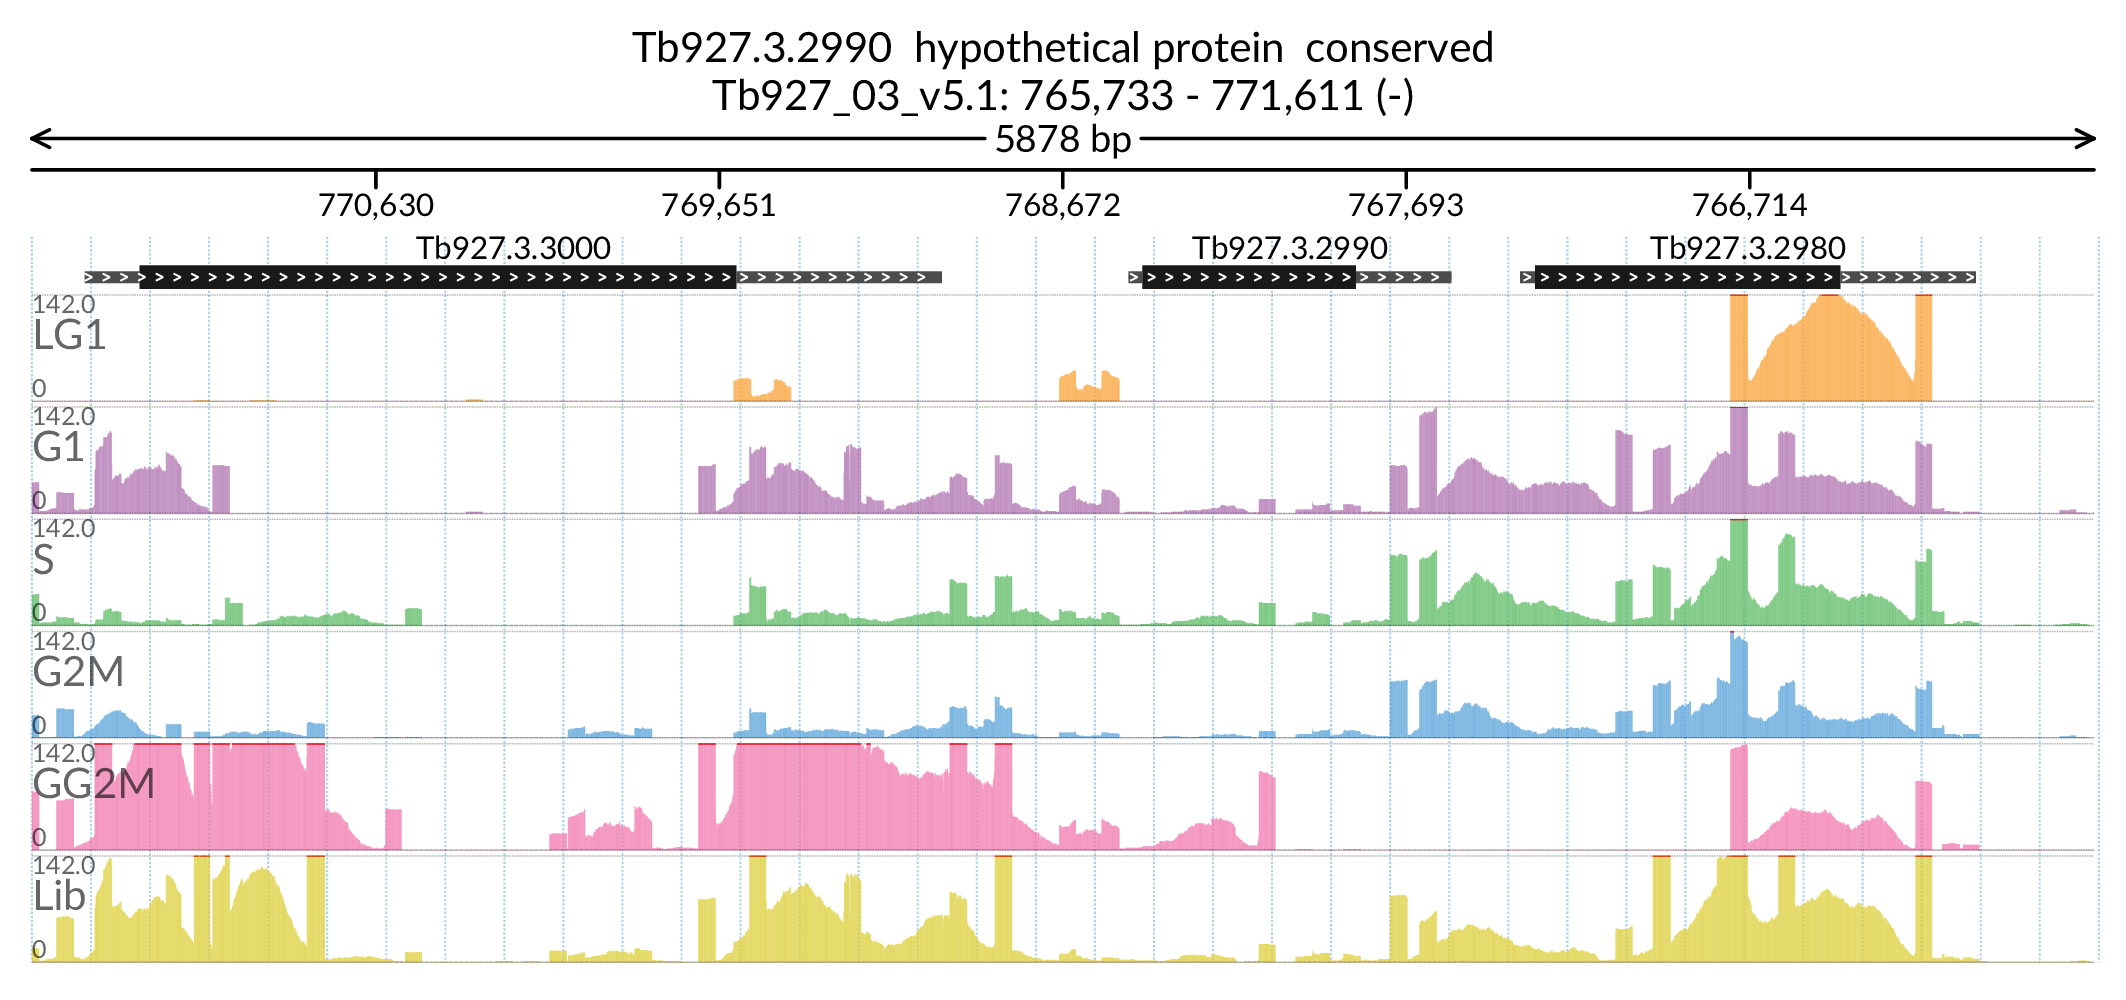 Tb927.3.2990 hypothetical protein conserved
Tb927_03_v5.1: 765,733 - 771,611 (-)
5878 bp
770,630 769,651 768,672 767,693 766,714
Tb927.3.3000 Tb927.3.2990 Tb927.3.2980
142.0
LG1
0
142.0
G1
0
142.0
S
0
142.0
G2M
0
142.0
GG2M
0
142.0
Lib
0